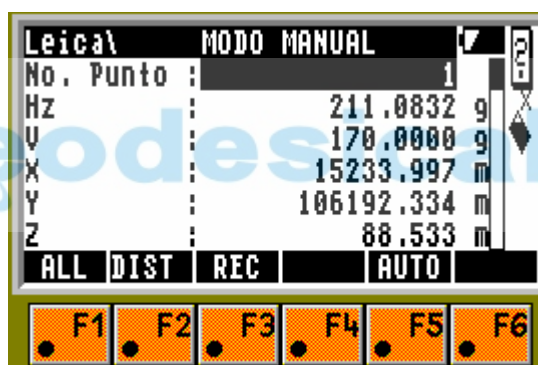 Leica\ MODO MANUAL
No. Punto : 1
Hz : 211.0832 g
V : 170.0000 g
X : 15233.997 m
Y : 106192.334 m
Z : 88.533 m
ALL DIST REC AUTO
F1 F2 F3 F4 F5 F6